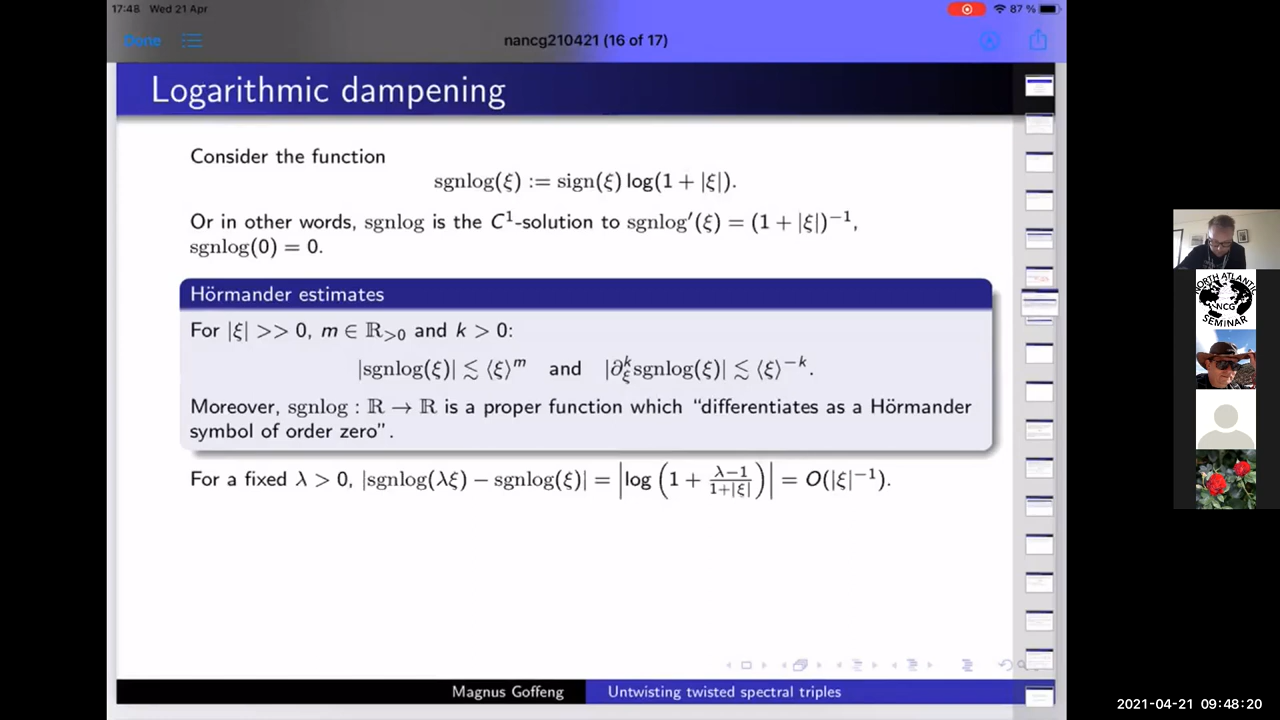 17:48 Wed 21 Apr
87 %
Done
nancg210421 (16 of 17)
Logarithmic dampening
Consider the function
sgnlog(ξ) := sign(ξ) log(1 + |ξ|).
Or in other words, sgnlog is the C¹-solution to sgnlog′(ξ) = (1 + |ξ|)⁻¹,
sgnlog(0) = 0.
Hörmander estimates
For |ξ| >> 0, m ∈ ℝ>0 and k > 0:
|sgnlog(ξ)| ≲ ⟨ξ⟩^m and |∂_ξ^k sgnlog(ξ)| ≲ ⟨ξ⟩^−k.
Moreover, sgnlog : ℝ → ℝ is a proper function which "differentiates as a Hörmander
symbol of order zero".
For a fixed λ > 0, |sgnlog(λξ) − sgnlog(ξ)| = |log (1 + (λ−1)/(1+|ξ|))| = O(|ξ|⁻¹).
Magnus Goffeng Untwisting twisted spectral triples
NORTH ATLANTIC
NCG
SEMINAR
2021-04-21 09:48:20